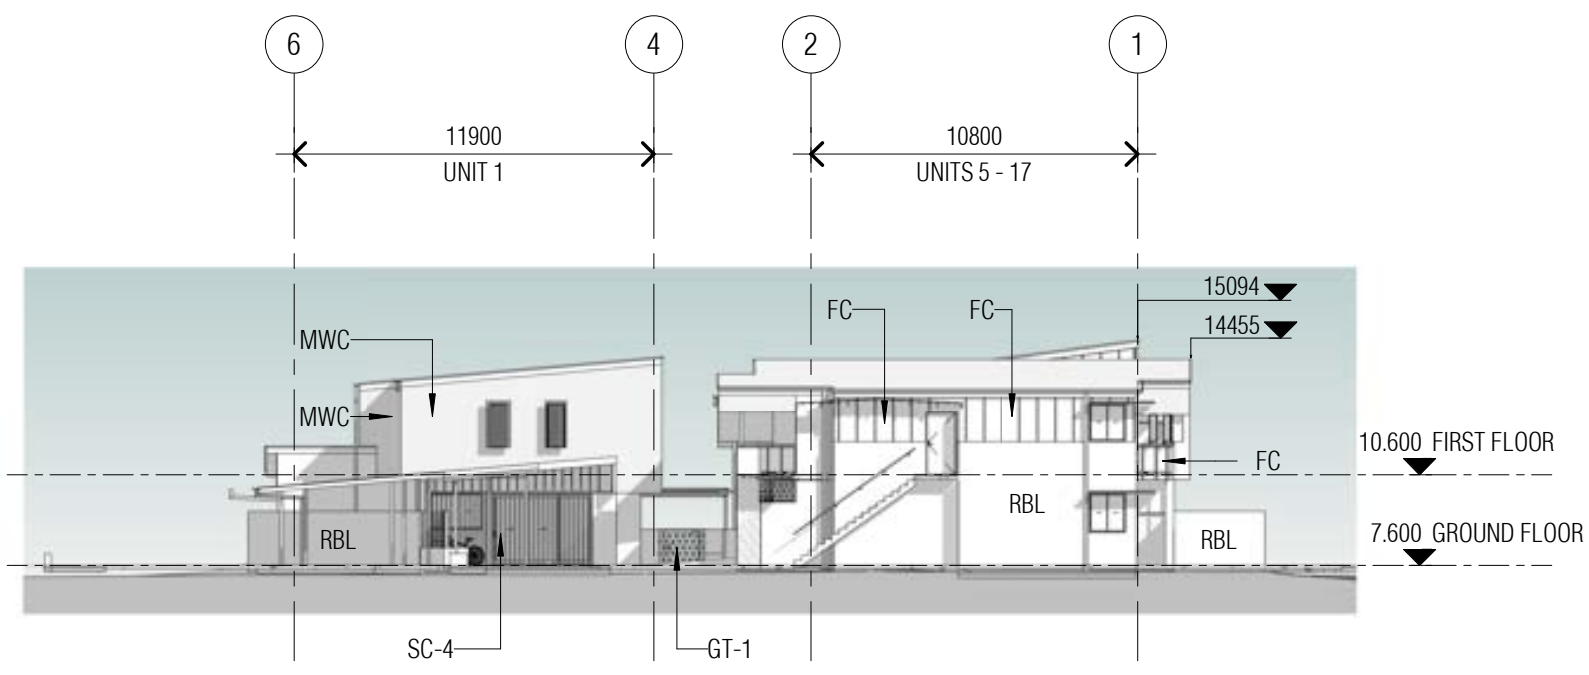 6
4
2
1
11900
UNIT 1
10800
UNITS 5 - 17
15094
14455
FC
FC
MWC
MWC
10.600 FIRST FLOOR
FC
RBL
RBL
RBL
7.600 GROUND FLOOR
SC-4
GT-1